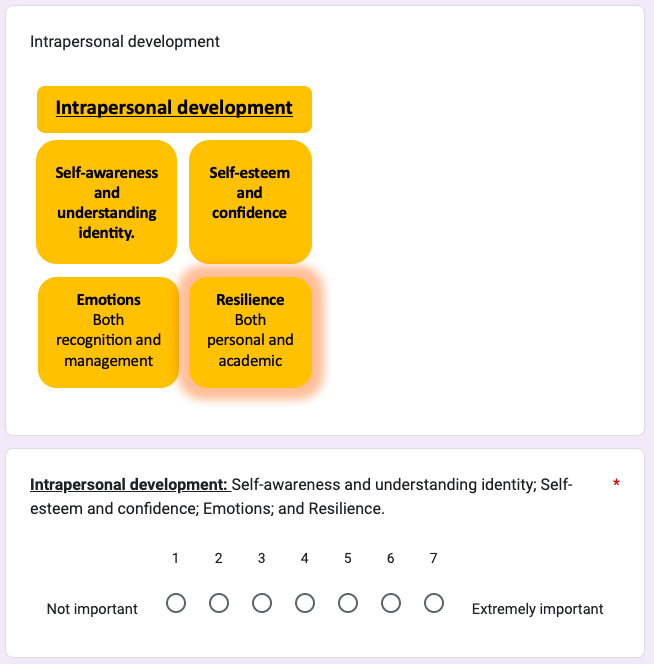 Intrapersonal development
Intrapersonal development
Self-awareness
and
understanding
identity.
Self-esteem
and
confidence
Emotions
Both
recognition and
management
Resilience
Both
personal and
academic
Intrapersonal development: Self-awareness and understanding identity; Self-
esteem and confidence; Emotions; and Resilience.
*
1 2 3 4 5 6 7
Not important Extremely important